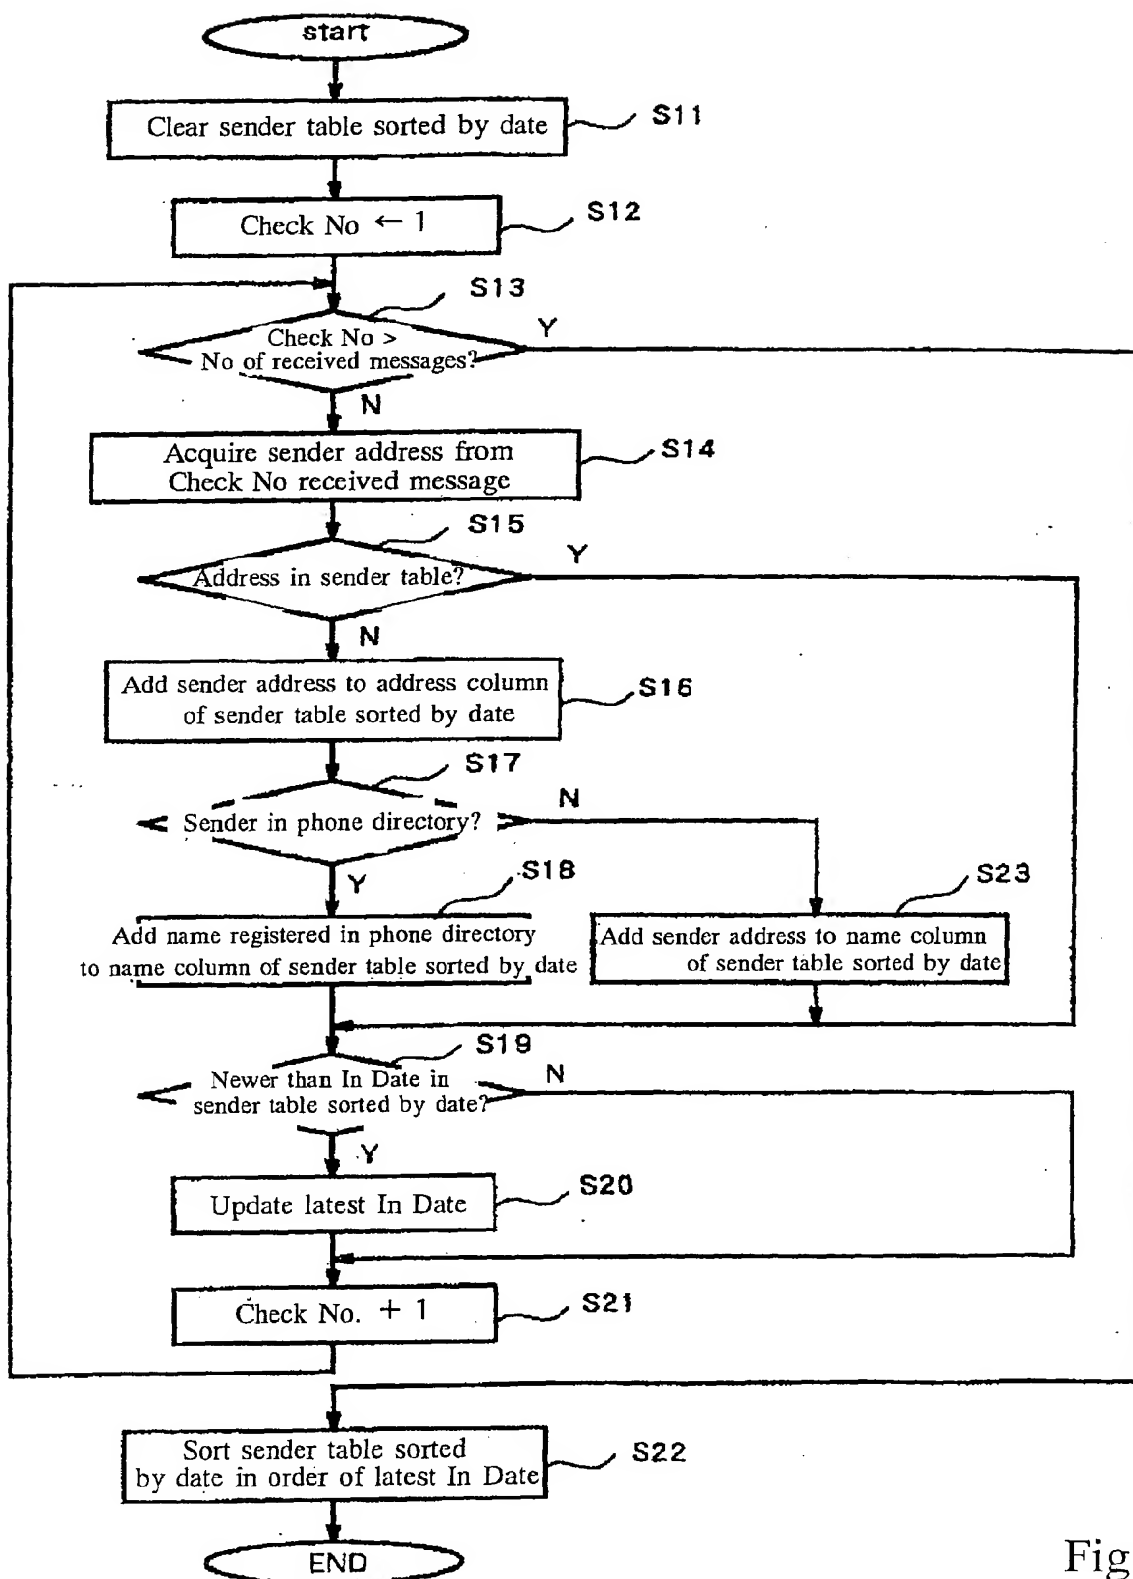 start
Clear sender table sorted by date
S11
Check No ← 1
S12
S13
Check No >
No of received messages?
Y
N
Acquire sender address from
Check No received message
S14
S15
Address in sender table?
Y
N
Add sender address to address column
of sender table sorted by date
S16
S17
Sender in phone directory?
N
Y
S18
Add name registered in phone directory
to name column of sender table sorted by date
S23
Add sender address to name column
of sender table sorted by date
S19
Newer than In Date in
sender table sorted by date?
N
Y
Update latest In Date
S20
Check No. + 1
S21
Sort sender table sorted
by date in order of latest In Date
S22
END
Fig